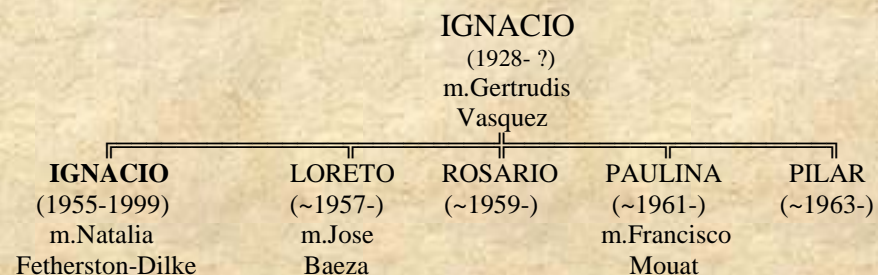 IGNACIO
(1928- ?)
m.Gertrudis
Vasquez
IGNACIO LORETO ROSARIO PAULINA PILAR
(1955-1999) (~1957-) (~1959-) (~1961-) (~1963-)
m.Natalia m.Jose m.Francisco
Fetherston-Dilke Baeza Mouat